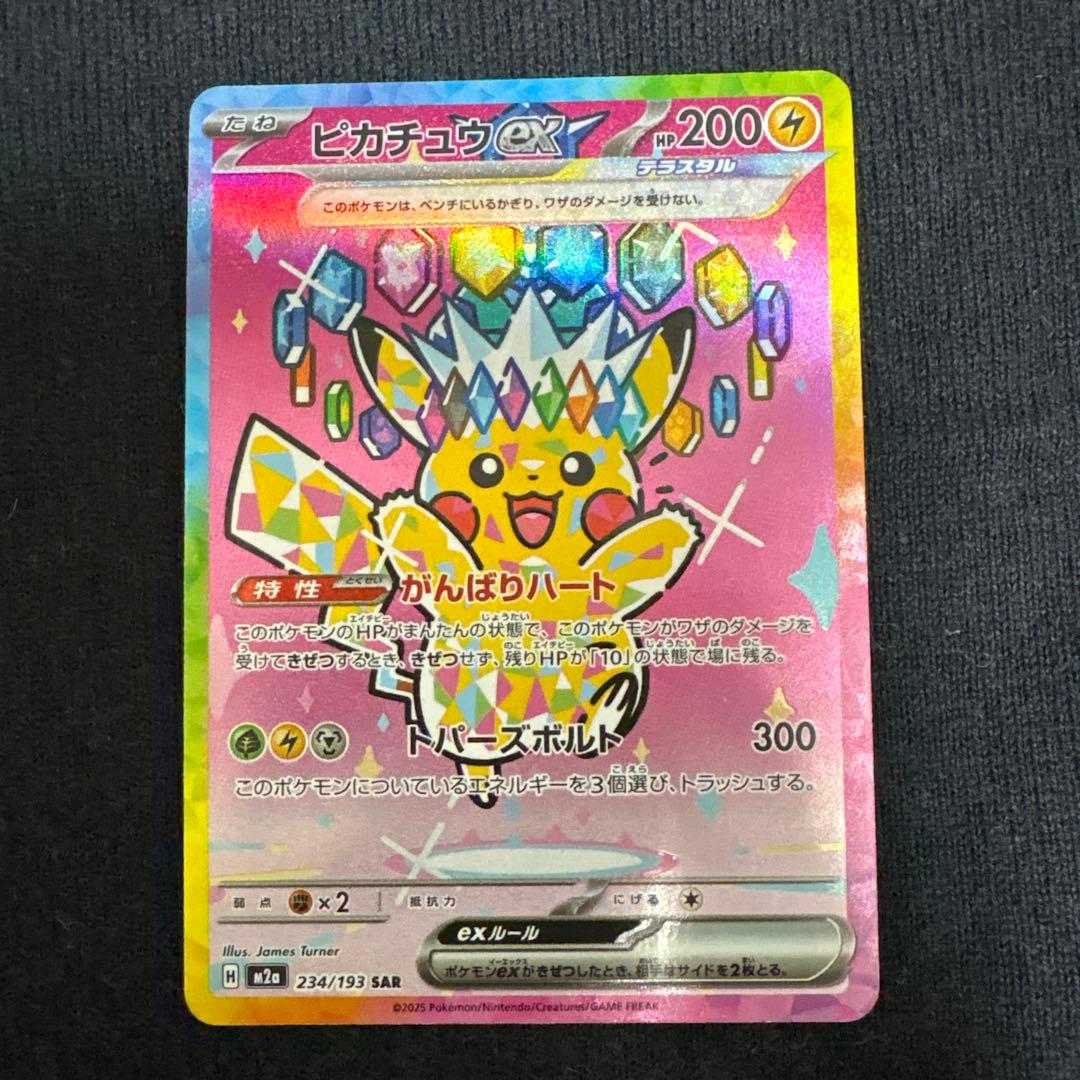 たね ピカチュウex HP200
テラスタル
このポケモンは、ベンチにいるかぎり、ワザのダメージを受けない。
特性 とくせい がんばりハート
このポケモンのHPがまんたんの状態で、このポケモンがワザのダメージを
受けてきぜつするとき、きぜつせず、残りHPが「10」の状態で場に残る。
トパーズボルト 300
このポケモンについているエネルギーを3個選び、トラッシュする。
弱点 ×2 抵抗力 にげる
exルール
ポケモンexがきぜつしたとき、相手はサイドを2枚とる。
Illus. James Turner
H m2a 234/193 SAR
©2025 Pokémon/Nintendo/Creatures/GAME FREAK